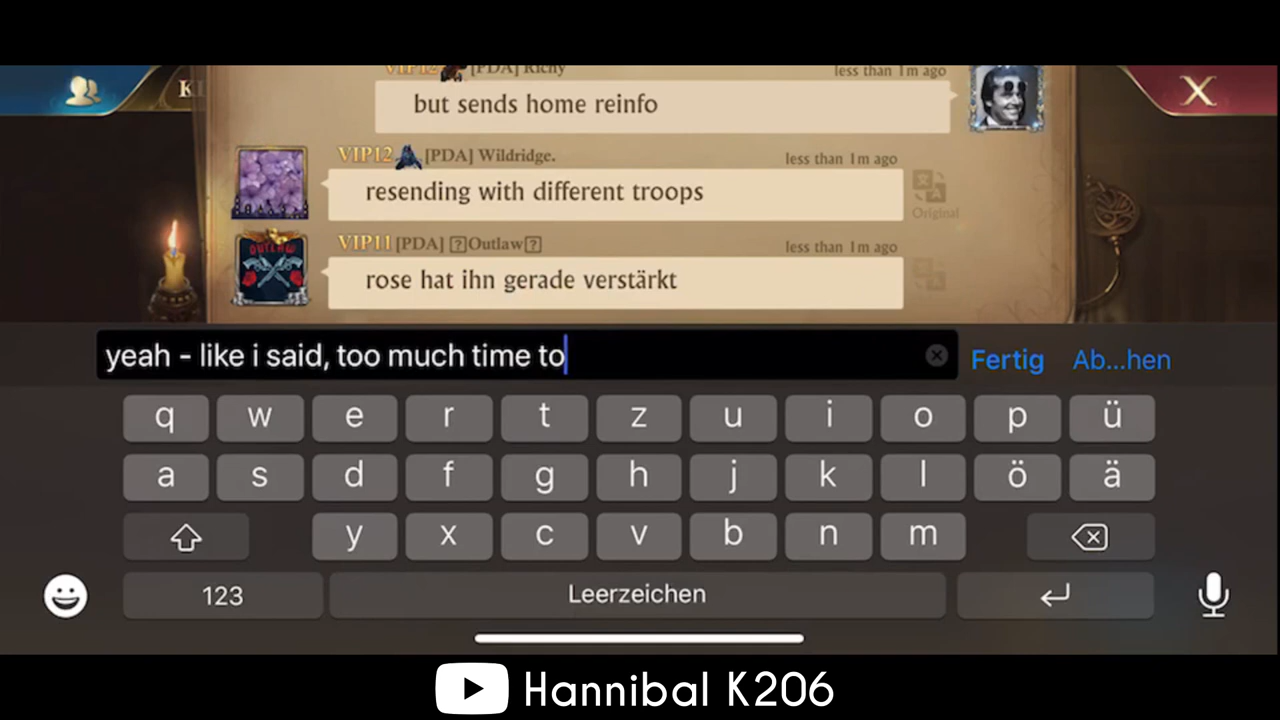 K
VIP12 [PDA] Richy less than 1m ago
but sends home reinfo
VIP12 [PDA] Wildridge. less than 1m ago
resending with different troops
Original
OUTLAW
VIP11 [PDA] ?Outlaw? less than 1m ago
rose hat ihn gerade verstärkt
yeah - like i said, too much time to
Fertig Ab...hen
q w e r t z u i o p ü
a s d f g h j k l ö ä
y x c v b n m
123 Leerzeichen
Hannibal K206